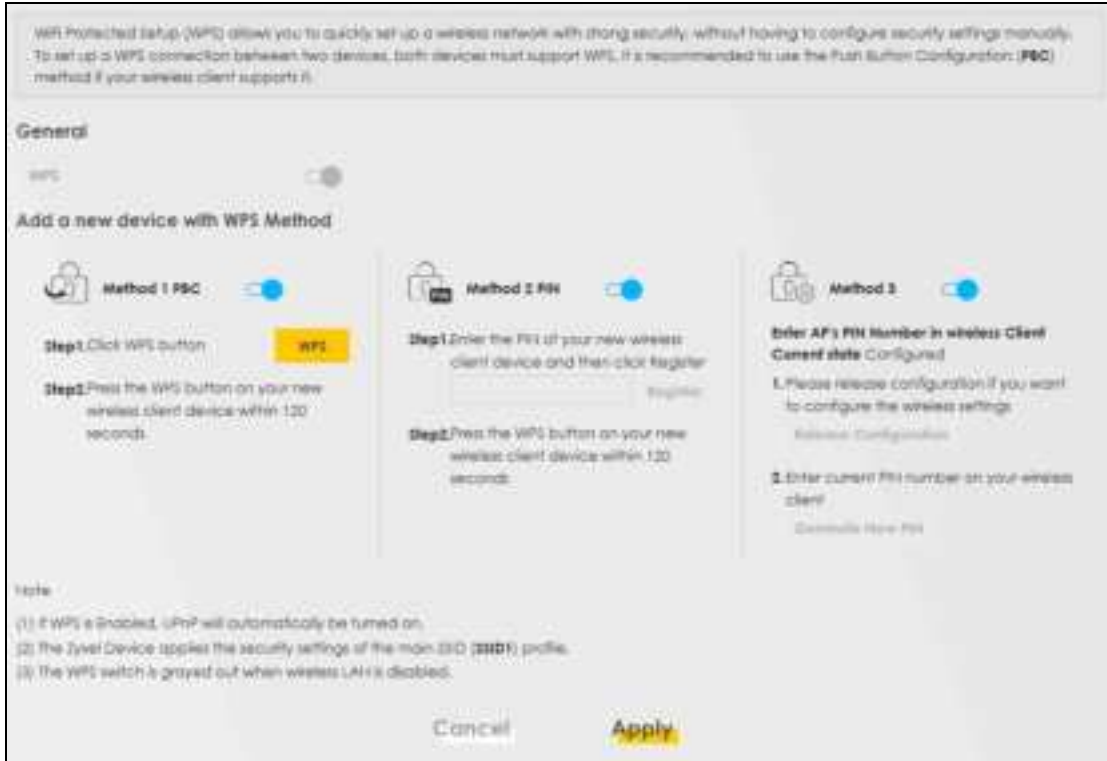 WiFi Protected Setup (WPS) allows you to quickly set up a wireless network with strong security, without having to configure security settings manually.
To set up a WPS connection between two devices, both devices must support WPS. It is recommended to use the Push Button Configuration (PBC)
method if your wireless client supports it.
General
WPS
Add a new device with WPS Method
Method 1 PBC
Step1.Click WPS button
WPS
Step2.Press the WPS button on your new
wireless client device within 120
seconds
Method 2 PIN
PIN
Step1.Enter the PIN of your new wireless
client device and then click Register
Register
Step2.Press the WPS button on your new
wireless client device within 120
seconds
Method 3
Enter AP's PIN Number in wireless Client
Current state Configured
1. Please release configuration if you want
to configure the wireless settings
Release Configuration
2. Enter current PIN number on your wireless
client
Generate New PIN
Note
(1) If WPS is Enabled, UPnP will automatically be turned on.
(2) The Zyxel Device applies the security settings of the main SSID (SSID1) profile.
(3) The WPS switch is grayed out when wireless LAN is disabled.
Cancel
Apply